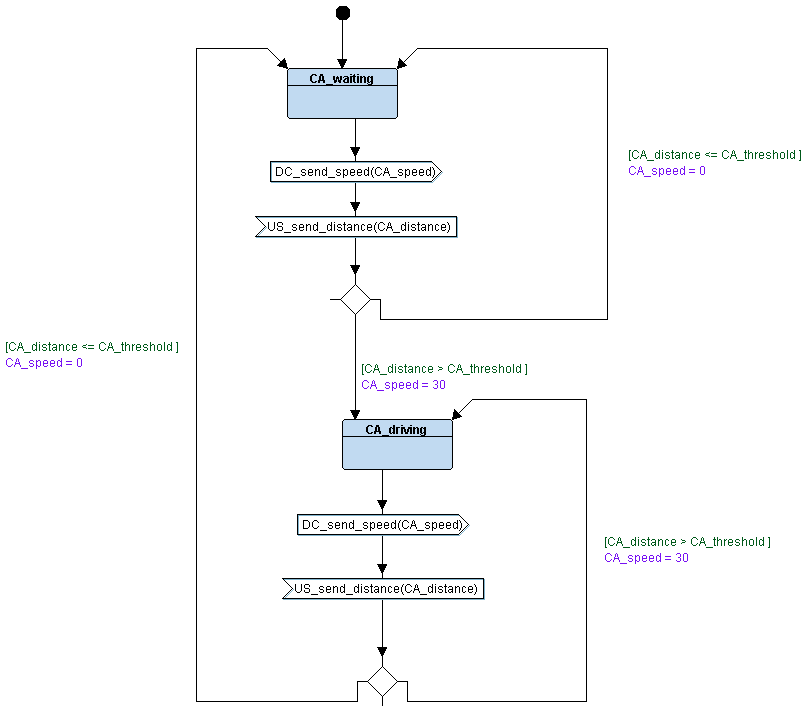 CA_waiting
DC_send_speed(CA_speed)
[CA_distance <= CA_threshold ]
CA_speed = 0
US_send_distance(CA_distance)
[CA_distance <= CA_threshold ]
CA_speed = 0
[CA_distance > CA_threshold ]
CA_speed = 30
CA_driving
DC_send_speed(CA_speed)
[CA_distance > CA_threshold ]
CA_speed = 30
US_send_distance(CA_distance)